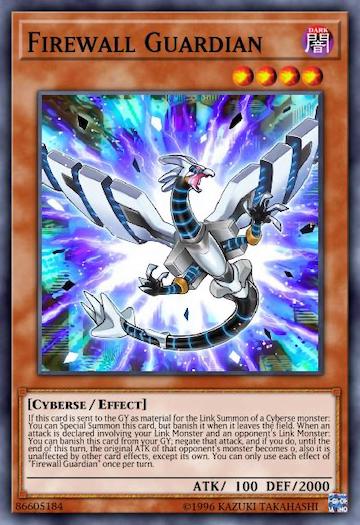 FIREWALL GUARDIAN
DARK
闇
[CYBERSE / EFFECT]
If this card is sent to the GY as material for the Link Summon of a Cyberse monster:
You can Special Summon this card, but banish it when it leaves the field. When an
attack is declared involving your Link Monster and an opponent's Link Monster: You
can banish this card from your GY; negate that attack, and if you do, until the
end of this turn, the original ATK of that opponent's monster becomes 0, also it is
unaffected by other card effects, except its own. You can only use each effect of
"Firewall Guardian" once per turn.
ATK/ 100 DEF/2000
86605184
©1996 KAZUKI TAKAHASHI